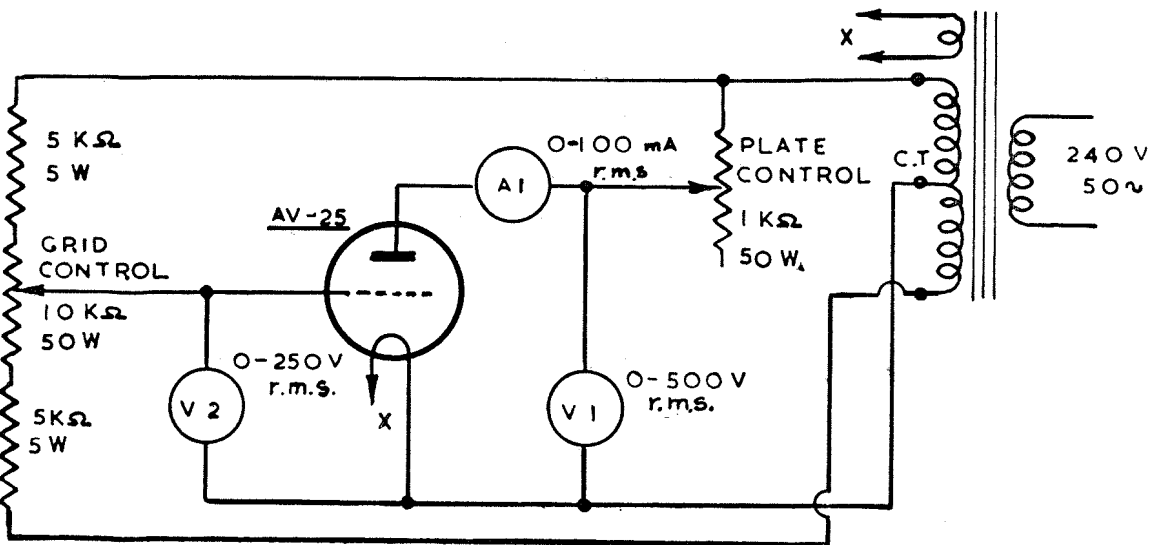 X
5 KΩ
5 W
0-100 mA
r.m.s
PLATE
CONTROL
1 KΩ
50 W.
C.T
240 V
50~
A1
AV-25
GRID
CONTROL
10 KΩ
50 W
0-250 V
r.m.s.
V 2
X
0-500 V
r.m.s.
V 1
5KΩ
5 W